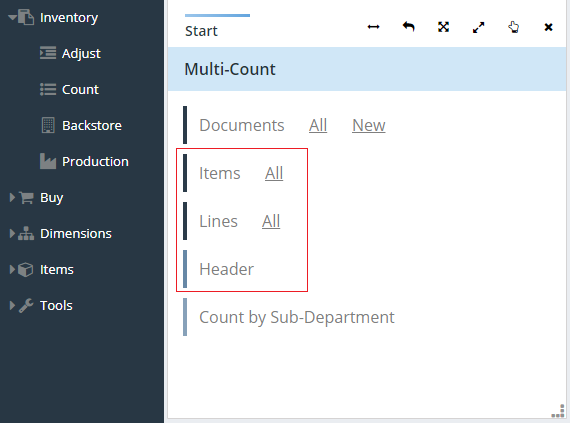 Inventory
Adjust
Count
Backstore
Production
Buy
Dimensions
Items
Tools
Start
Multi-Count
Documents All New
Items All
Lines All
Header
Count by Sub-Department